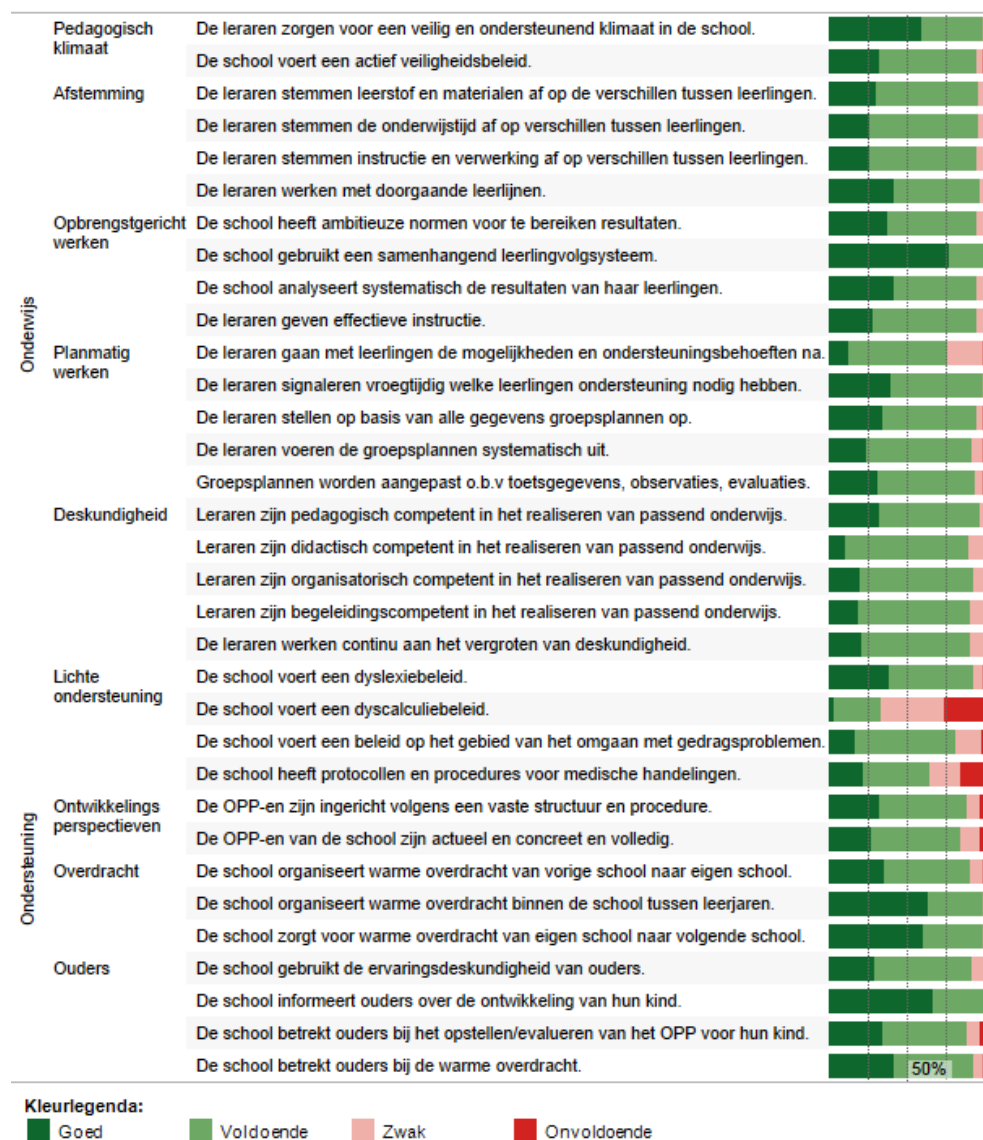 Pedagogisch
klimaat
De leraren zorgen voor een veilig en ondersteunend klimaat in de school.
De school voert een actief veiligheidsbeleid.
Afstemming
De leraren stemmen leerstof en materialen af op de verschillen tussen leerlingen.
De leraren stemmen de onderwijstijd af op verschillen tussen leerlingen.
De leraren stemmen instructie en verwerking af op verschillen tussen leerlingen.
De leraren werken met doorgaande leerlijnen.
Opbrengstgericht
werken
De school heeft ambitieuze normen voor te bereiken resultaten.
De school gebruikt een samenhangend leerlingvolgsysteem.
De school analyseert systematisch de resultaten van haar leerlingen.
De leraren geven effectieve instructie.
Onderwijs
Planmatig
werken
De leraren gaan met leerlingen de mogelijkheden en ondersteuningsbehoeften na.
De leraren signaleren vroegtijdig welke leerlingen ondersteuning nodig hebben.
De leraren stellen op basis van alle gegevens groepsplannen op.
De leraren voeren de groepsplannen systematisch uit.
Groepsplannen worden aangepast o.b.v toetsgegevens, observaties, evaluaties.
Deskundigheid
Leraren zijn pedagogisch competent in het realiseren van passend onderwijs.
Leraren zijn didactisch competent in het realiseren van passend onderwijs.
Leraren zijn organisatorisch competent in het realiseren van passend onderwijs.
Leraren zijn begeleidingscompetent in het realiseren van passend onderwijs.
De leraren werken continu aan het vergroten van deskundigheid.
Lichte
ondersteuning
De school voert een dyslexiebeleid.
De school voert een dyscalculiebeleid.
De school voert een beleid op het gebied van het omgaan met gedragsproblemen.
De school heeft protocollen en procedures voor medische handelingen.
Ondersteuning
Ontwikkelings
perspectieven
De OPP-en zijn ingericht volgens een vaste structuur en procedure.
De OPP-en van de school zijn actueel en concreet en volledig.
Overdracht
De school organiseert warme overdracht van vorige school naar eigen school.
De school organiseert warme overdracht binnen de school tussen leerjaren.
De school zorgt voor warme overdracht van eigen school naar volgende school.
Ouders
De school gebruikt de ervaringsdeskundigheid van ouders.
De school informeert ouders over de ontwikkeling van hun kind.
De school betrekt ouders bij het opstellen/evalueren van het OPP voor hun kind.
De school betrekt ouders bij de warme overdracht.
50%
Kleurlegenda:
Goed
Voldoende
Zwak
Onvoldoende